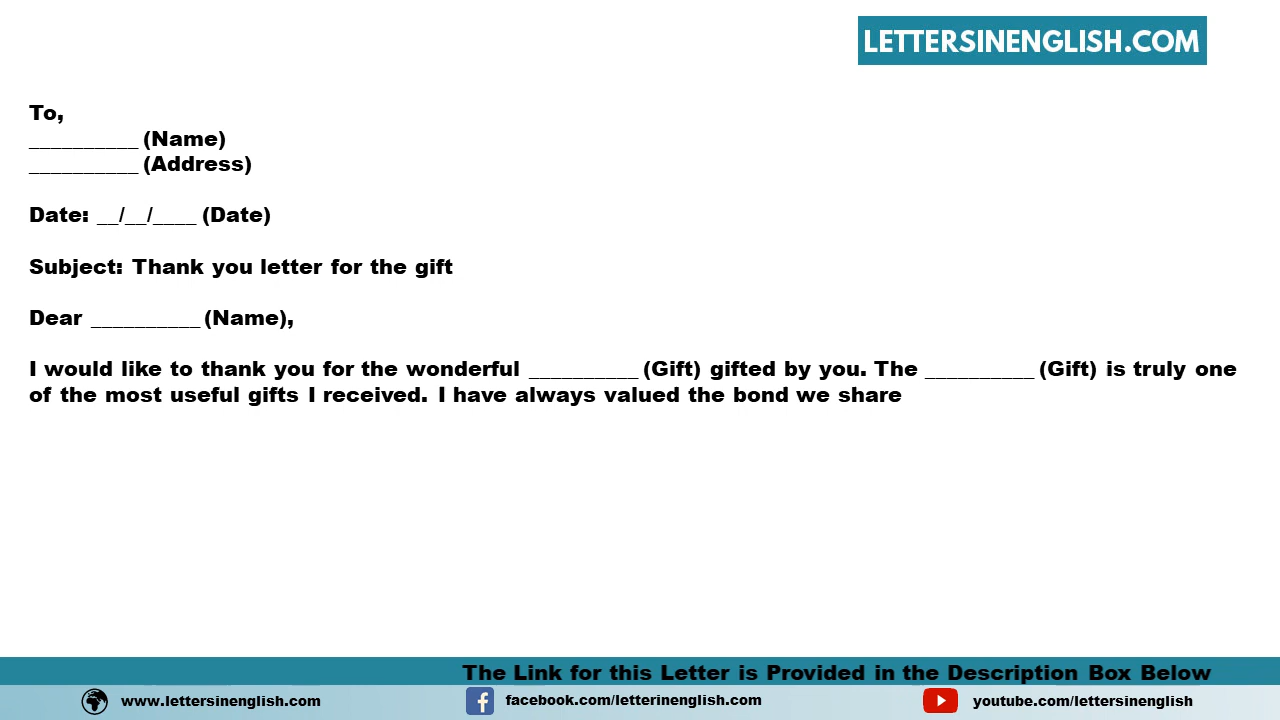 LETTERSINENGLISH.COM
To,
__________ (Name)
__________ (Address)
Date: __/__/____ (Date)
Subject: Thank you letter for the gift
Dear __________ (Name),
I would like to thank you for the wonderful __________ (Gift) gifted by you. The __________ (Gift) is truly one
of the most useful gifts I received. I have always valued the bond we share
The Link for this Letter is Provided in the Description Box Below
www.lettersinenglish.com
facebook.com/letterinenglish.com
youtube.com/lettersinenglish